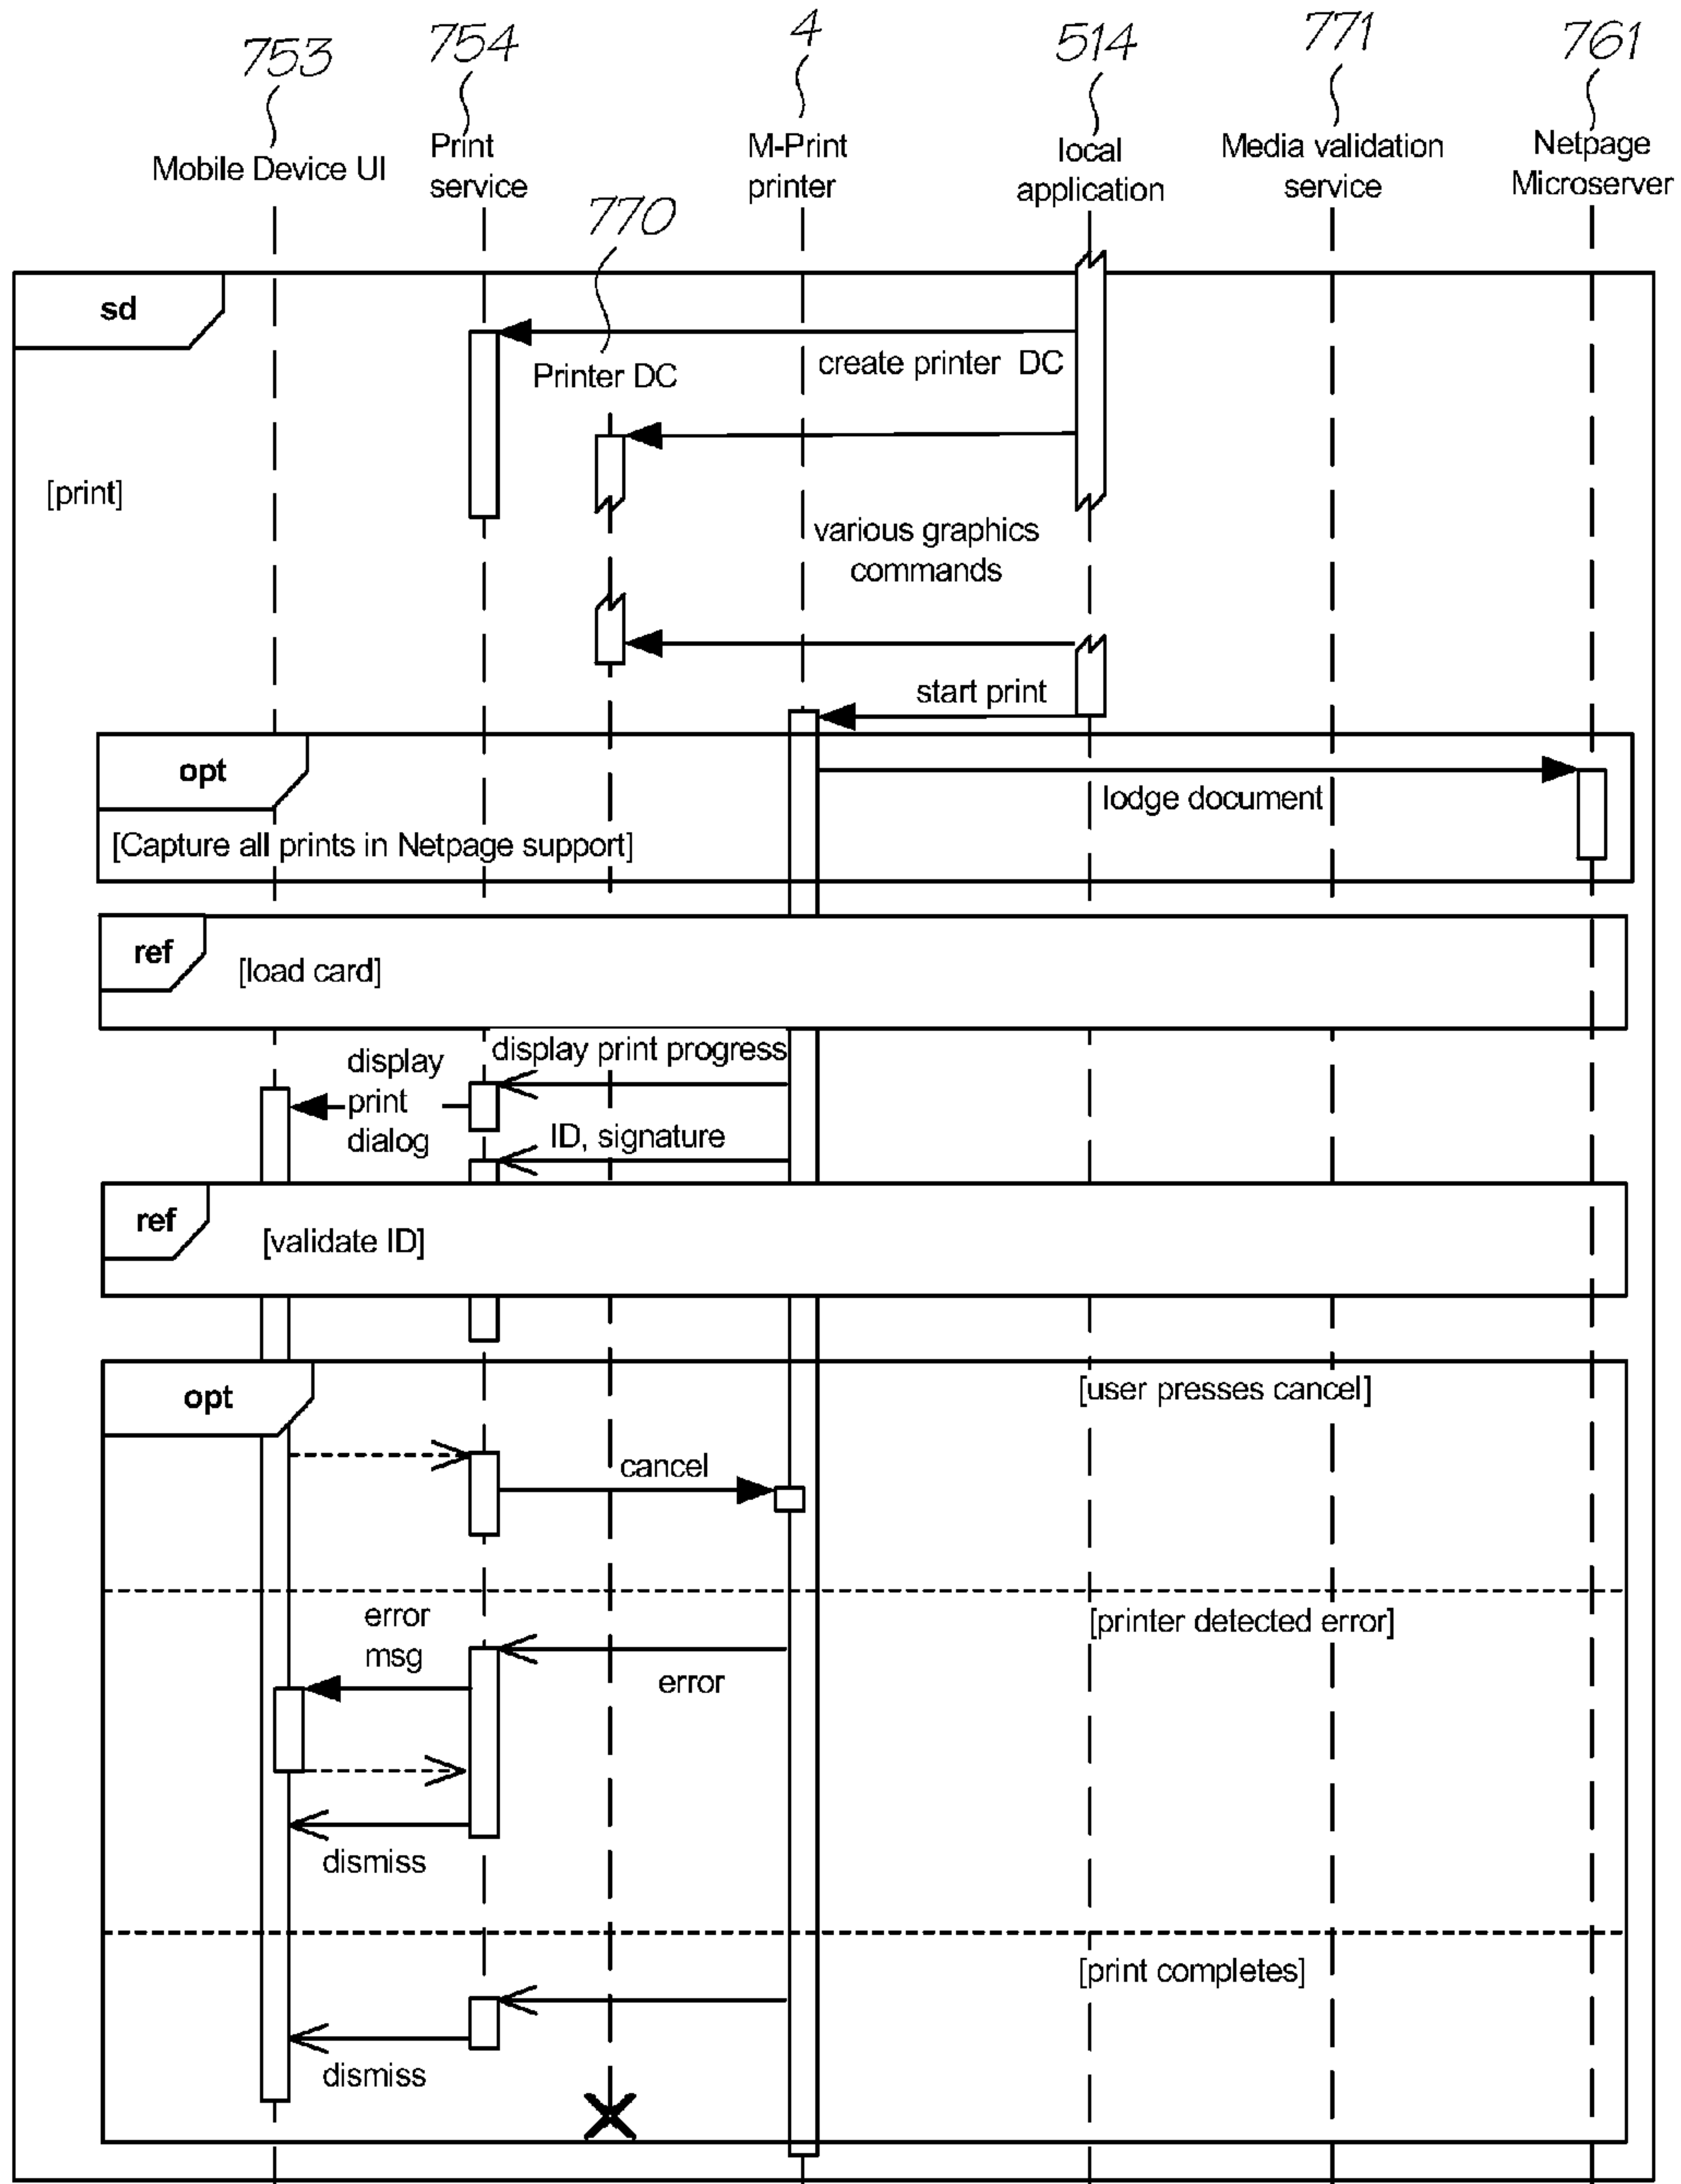 753
754
4
514
771
761
Mobile Device UI
Print
service
M-Print
printer
local
application
Media validation
service
Netpage
Microserver
770
sd
Printer DC
create printer DC
[print]
various graphics
commands
start print
opt
lodge document
[Capture all prints in Netpage support]
ref
[load card]
display print progress
display
print
dialog
ID, signature
ref
[validate ID]
opt
[user presses cancel]
cancel
[printer detected error]
error
msg
error
dismiss
[print completes]
dismiss